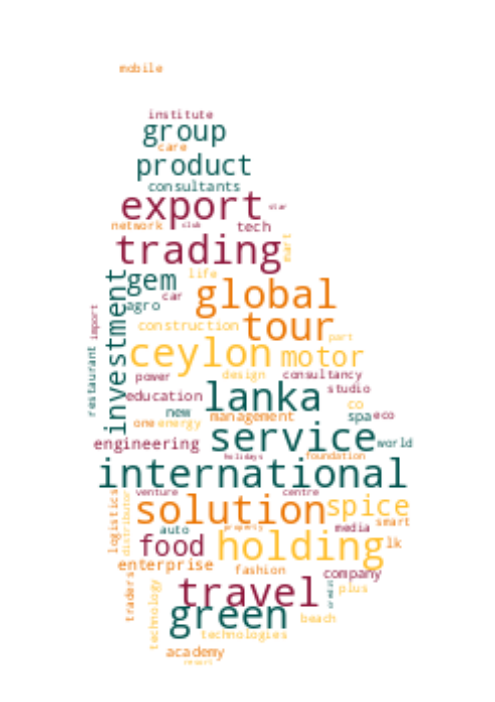 mobile
institute
group
care
product
consultants
export
star
network
club
tech
trading
mart
gem
life
investment
agro
car
global
import
construction
tour
part
ceylon
motor
restaurant
power
design
consultancy
education
lanka
studio
new
co
one
energy
management
spa
eco
engineering
service
world
holidays
foundation
international
venture
centre
logistics
distributor
solution
spice
auto
property
media
smart
food
holding
lk
enterprise
fashion
company
traders
technology
travel
credit
plus
green
beach
technologies
academy
resort